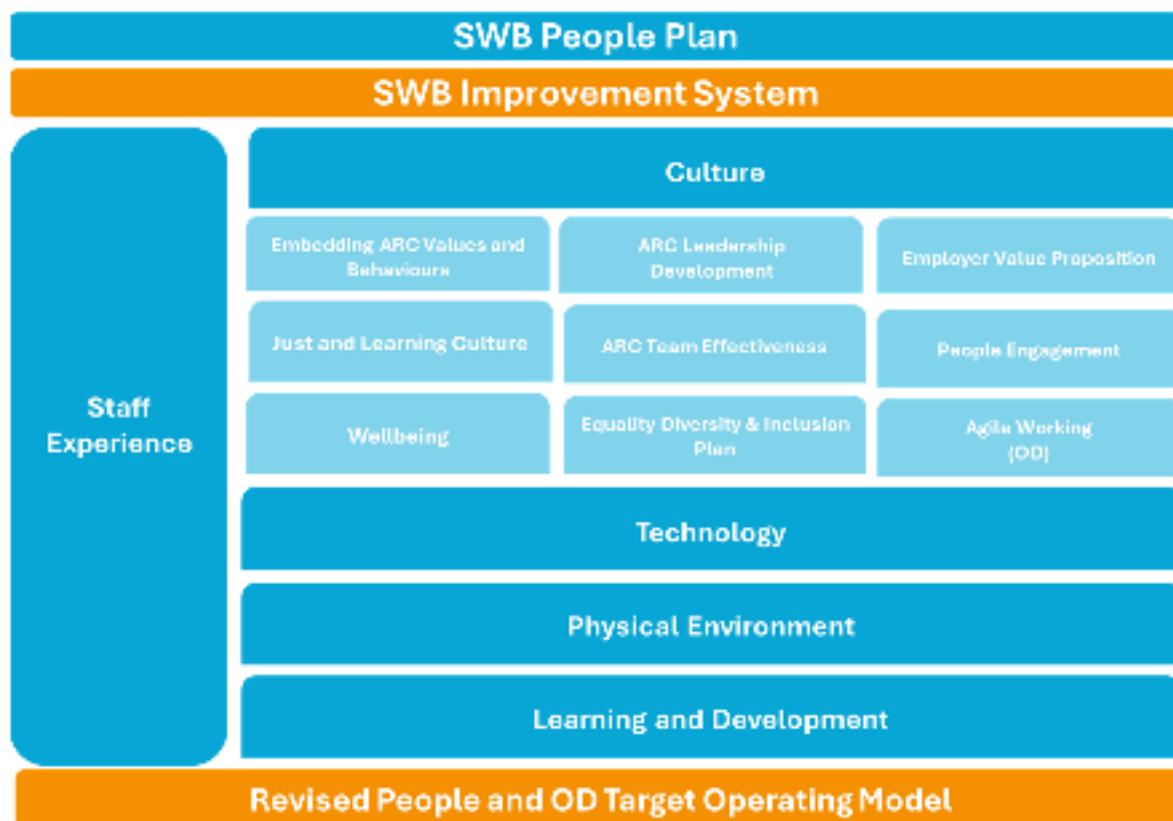 SWB People Plan
SWB Improvement System
Staff
Experience
Culture
Embedding ARC Values and
Behaviours
ARC Leadership
Development
Employer Value Proposition
Just and Learning Culture
ARC Team Effectiveness
People Engagement
Wellbeing
Equality Diversity & Inclusion
Plan
Agile Working
(OD)
Technology
Physical Environment
Learning and Development
Revised People and OD Target Operating Model